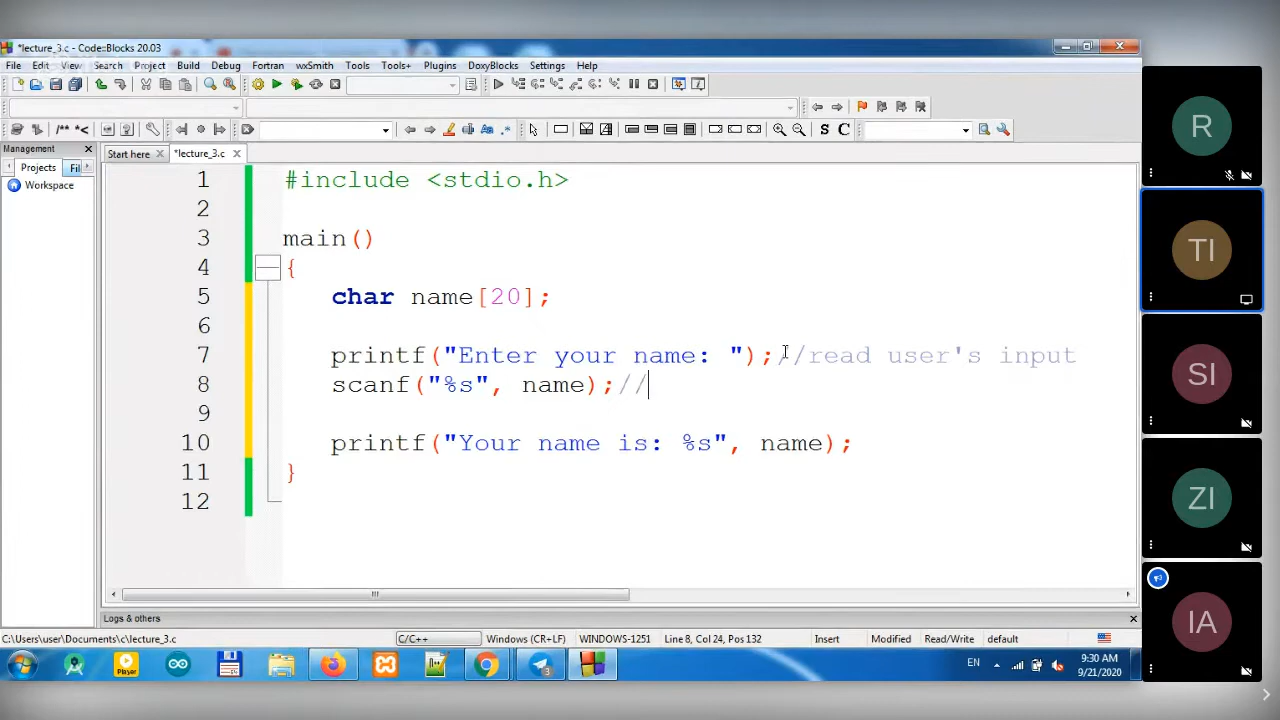 *lecture_3.c - Code::Blocks 20.03
File Edit View Search Project Build Debug Fortran wxSmith Tools Tools+ Plugins DoxyBlocks Settings Help
/** *<
S C
Management
Start here
*lecture_3.c
Projects Fil
Workspace
1 #include <stdio.h>
2
3 main()
4 {
5 char name[20];
6
7 printf("Enter your name: ");//read user's input
8 scanf("%s", name);//
9
10 printf("Your name is: %s", name);
11 }
12
Logs & others
C:\Users\user\Documents\c\lecture_3.c C/C++ Windows (CR+LF) WINDOWS-1251 Line 8, Col 24, Pos 132 Insert Modified Read/Write default
Player
3
EN
9:30 AM
9/21/2020
R
TI
SI
ZI
IA